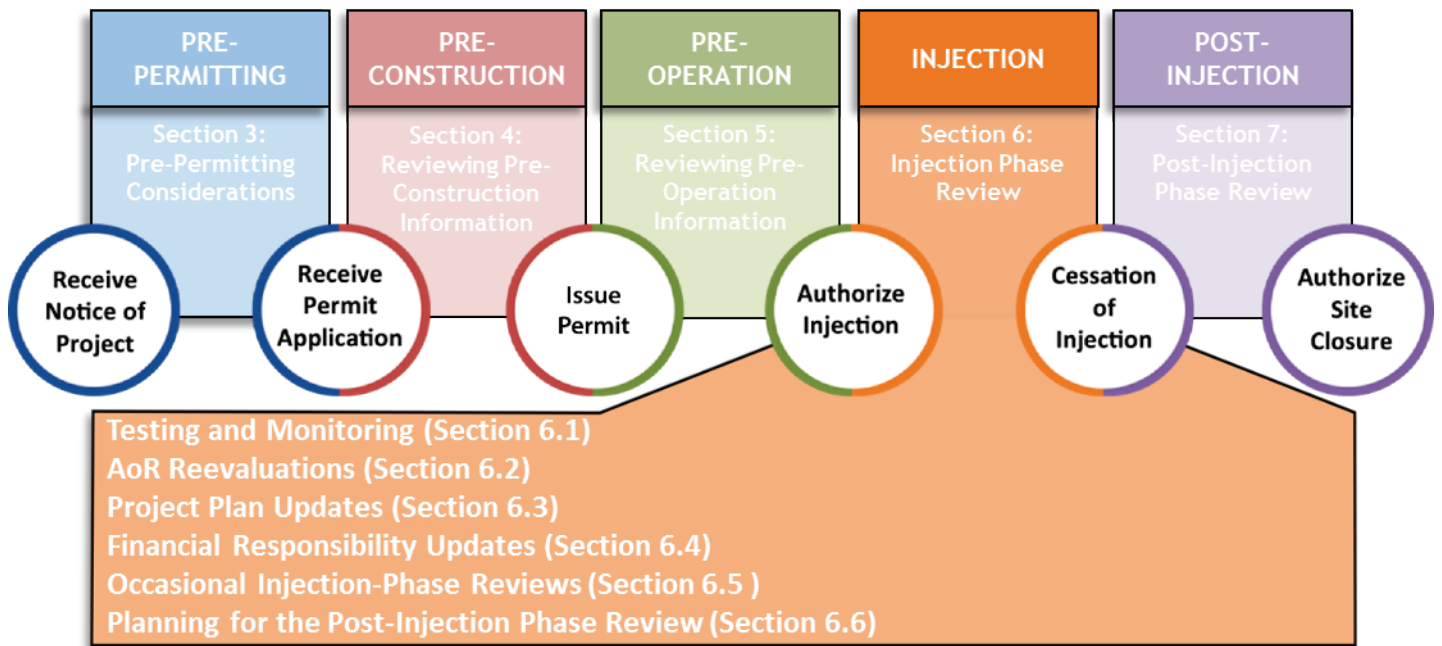 PRE-
PERMITTING
PRE-
CONSTRUCTION
PRE-
OPERATION
INJECTION
POST-
INJECTION
Section 3:
Pre-Permitting
Considerations
Section 4:
Reviewing Pre-
Construction
Information
Section 5:
Reviewing Pre-
Operation
Information
Section 6:
Injection Phase
Review
Section 7:
Post-Injection
Phase Review
Receive
Notice of
Project
Receive
Permit
Application
Issue
Permit
Authorize
Injection
Cessation
of
Injection
Authorize
Site
Closure
Testing and Monitoring (Section 6.1)
AoR Reevaluations (Section 6.2)
Project Plan Updates (Section 6.3)
Financial Responsibility Updates (Section 6.4)
Occasional Injection-Phase Reviews (Section 6.5 )
Planning for the Post-Injection Phase Review (Section 6.6)